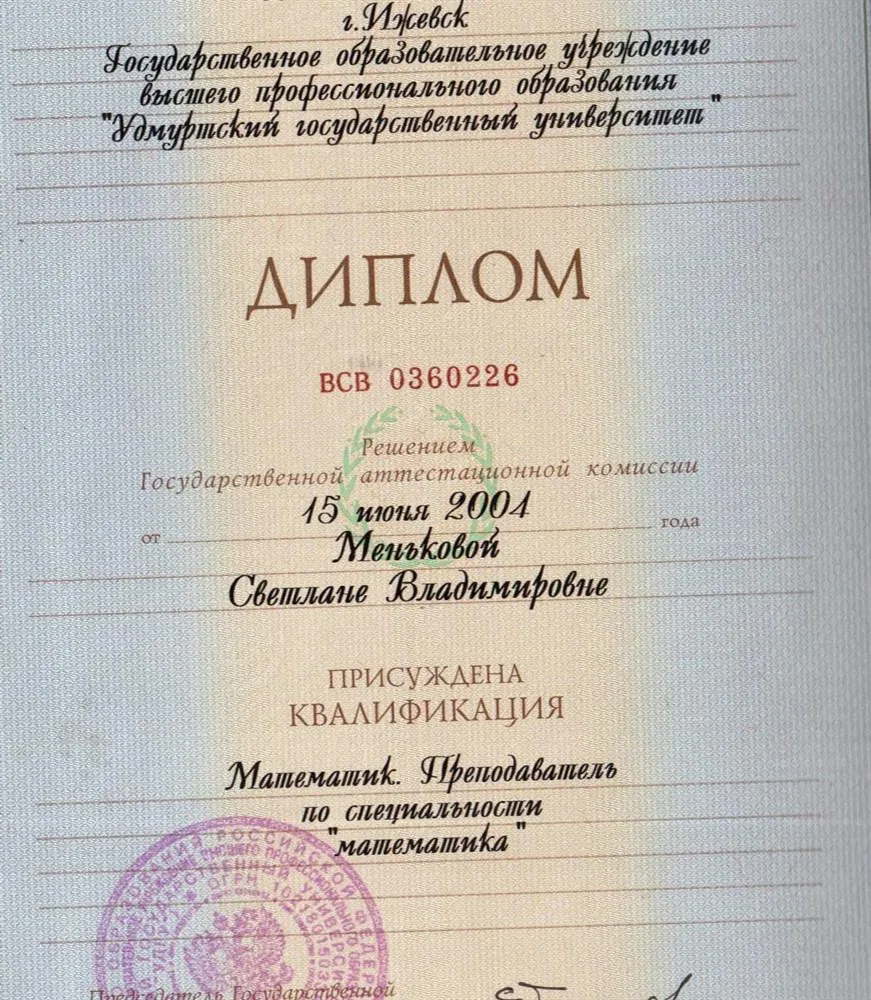 г.Ижевск
Государственное образовательное учреждение
высшего профессионального образования
"Удмуртский государственный университет"
ДИПЛОМ
ВСВ 0360226
Решением
Государственной аттестационной комиссии
от 15 июня 2004 года
Меньковой
Светлане Владимировне
ПРИСУЖДЕНА
КВАЛИФИКАЦИЯ
Математик. Преподаватель
по специальности
"математика"
Председатель Государственной